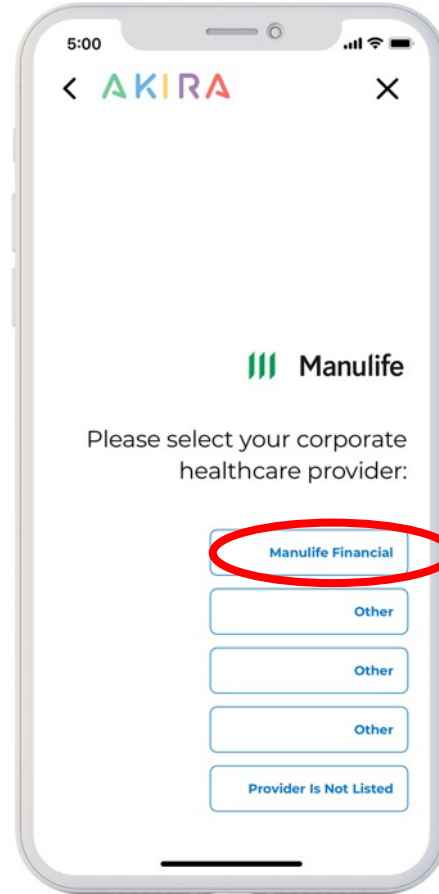 5:00
AKIRA
Manulife
Please select your corporate
healthcare provider:
Manulife Financial
Other
Other
Other
Provider Is Not Listed